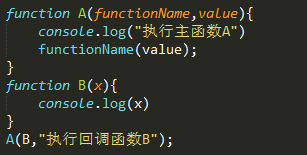 function A(functionName,value){
console.log("执行主函数A")
functionName(value);
}
function B(x){
console.log(x)
}
A(B,"执行回调函数B");